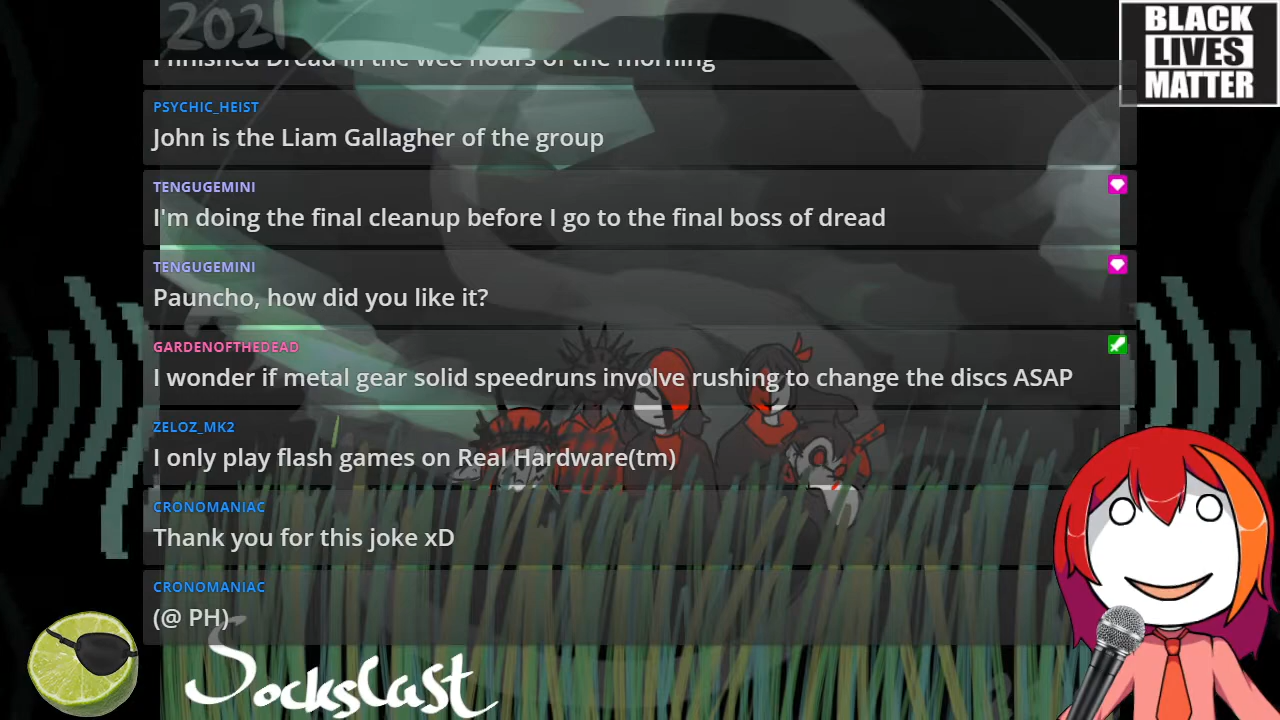 2021
I finished Dread in the wee hours of the morning
BLACK
LIVES
MATTER
PSYCHIC_HEIST
John is the Liam Gallagher of the group
TENGUGEMINI
I'm doing the final cleanup before I go to the final boss of dread
TENGUGEMINI
Pauncho, how did you like it?
GARDENOFTHEDEAD
I wonder if metal gear solid speedruns involve rushing to change the discs ASAP
ZELOZ_MK2
I only play flash games on Real Hardware(tm)
CRONOMANIAC
Thank you for this joke xD
CRONOMANIAC
(@ PH)
SocksCast